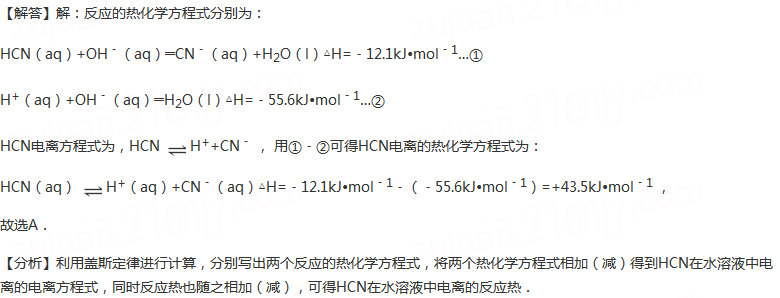 【解答】解：反应的热化学方程式分别为：
HCN（aq）+OH﹣（aq）═CN﹣（aq）+H2O（l）△H=﹣12.1kJ•mol﹣1…①
H+（aq）+OH﹣（aq）═H2O（l）△H=﹣55.6kJ•mol﹣1…②
HCN电离方程式为，HCN ⇌ H++CN﹣ ，用①﹣②可得HCN电离的热化学方程式为：
HCN（aq） ⇌ H+（aq）+CN﹣（aq）△H=﹣12.1kJ•mol﹣1﹣（﹣55.6kJ•mol﹣1）=+43.5kJ•mol﹣1 ，
故选A．
【分析】利用盖斯定律进行计算，分别写出两个反应的热化学方程式，将两个热化学方程式相加（减）得到HCN在水溶液中电
离的电离方程式，同时反应热也随之相加（减），可得HCN在水溶液中电离的反应热．